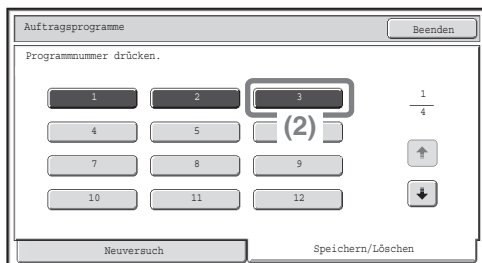 Auftragsprogramme
Beenden
Programmnummer drücken.
1 2 3
1
4
4 5
(2)
7 8 9
10 11 12
Neuversuch
Speichern/Löschen